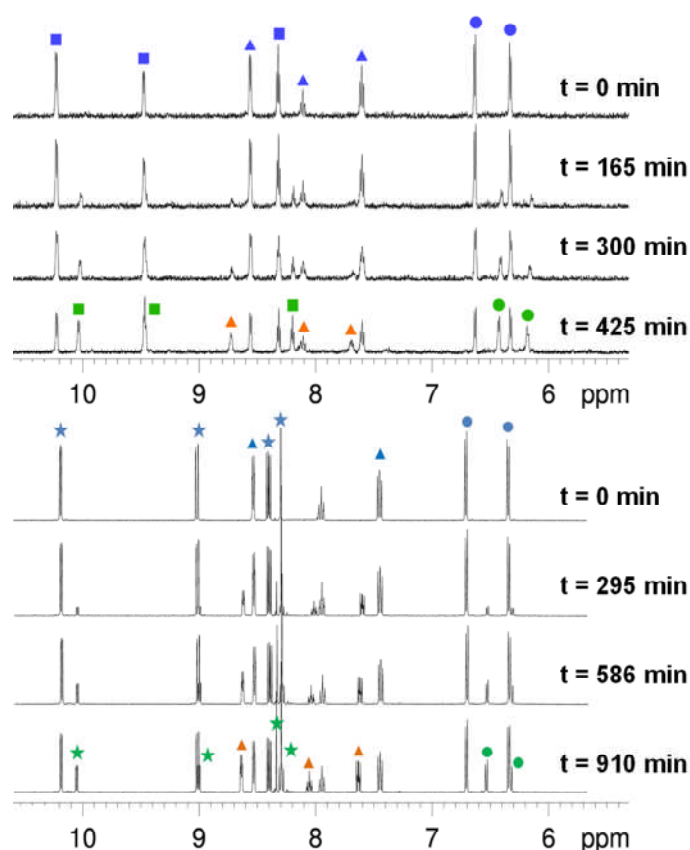 t = 0 min
t = 165 min
t = 300 min
t = 425 min
10 9 8 7 6 ppm
t = 0 min
t = 295 min
t = 586 min
t = 910 min
10 9 8 7 6 ppm